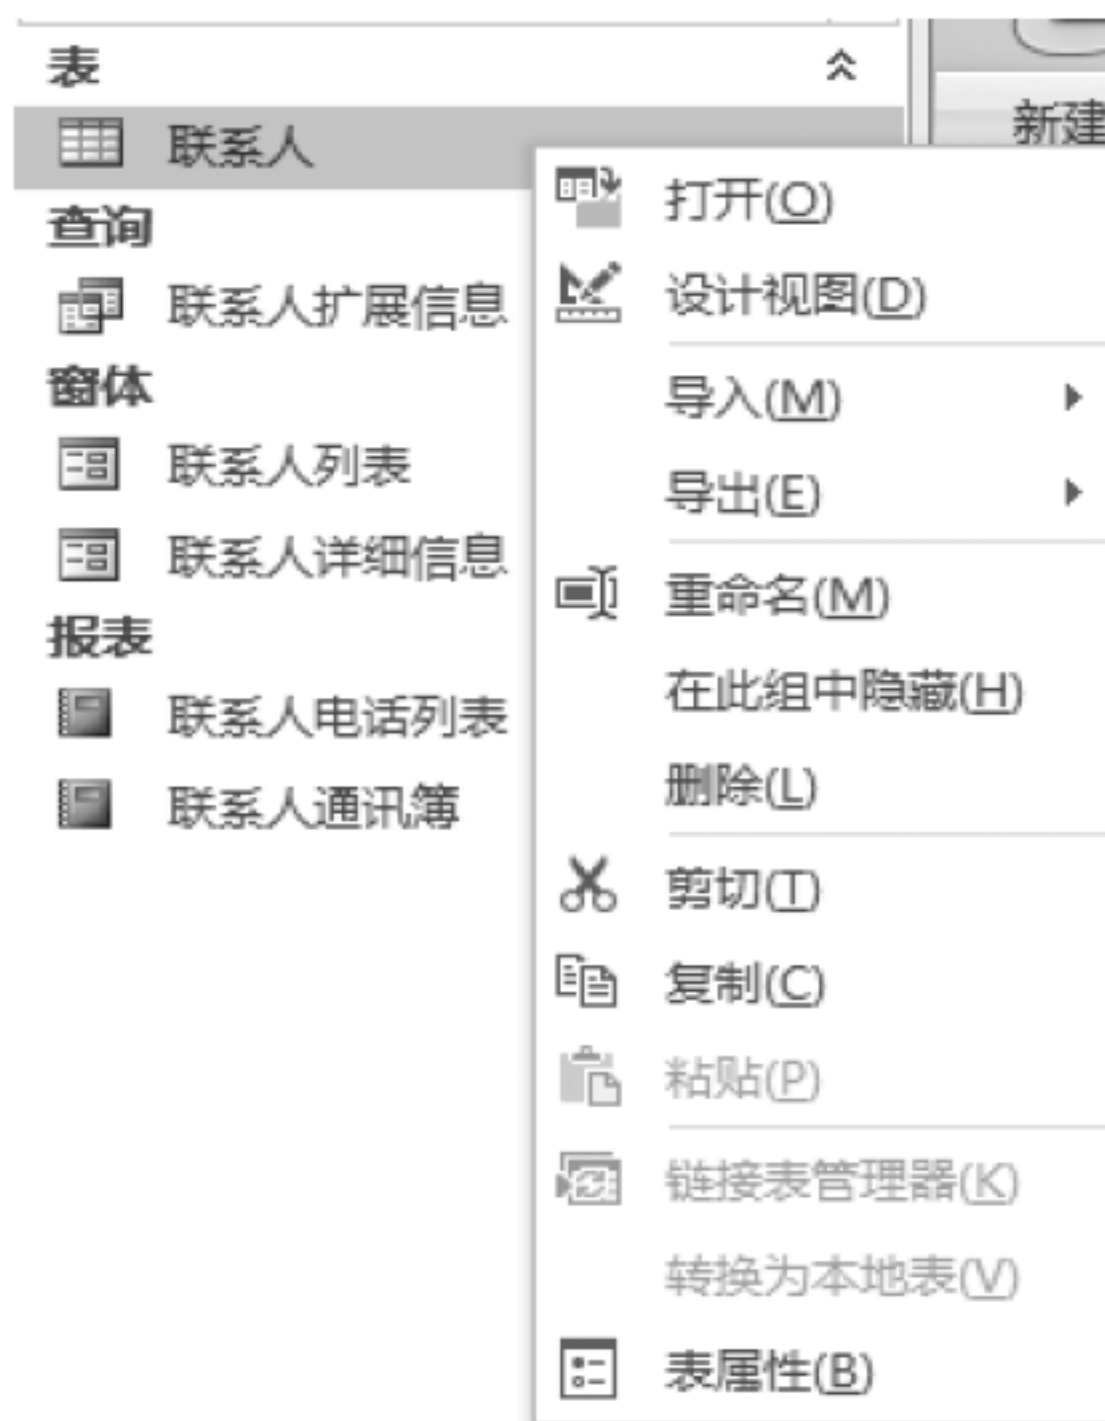 表
联系人
查询
联系人扩展信息
窗体
联系人列表
联系人详细信息
报表
联系人电话列表
联系人通讯簿
新建
打开(O)
设计视图(D)
导入(M)
导出(E)
重命名(M)
在此组中隐藏(H)
删除(L)
剪切(T)
复制(C)
粘贴(P)
链接表管理器(K)
转换为本地表(V)
表属性(B)